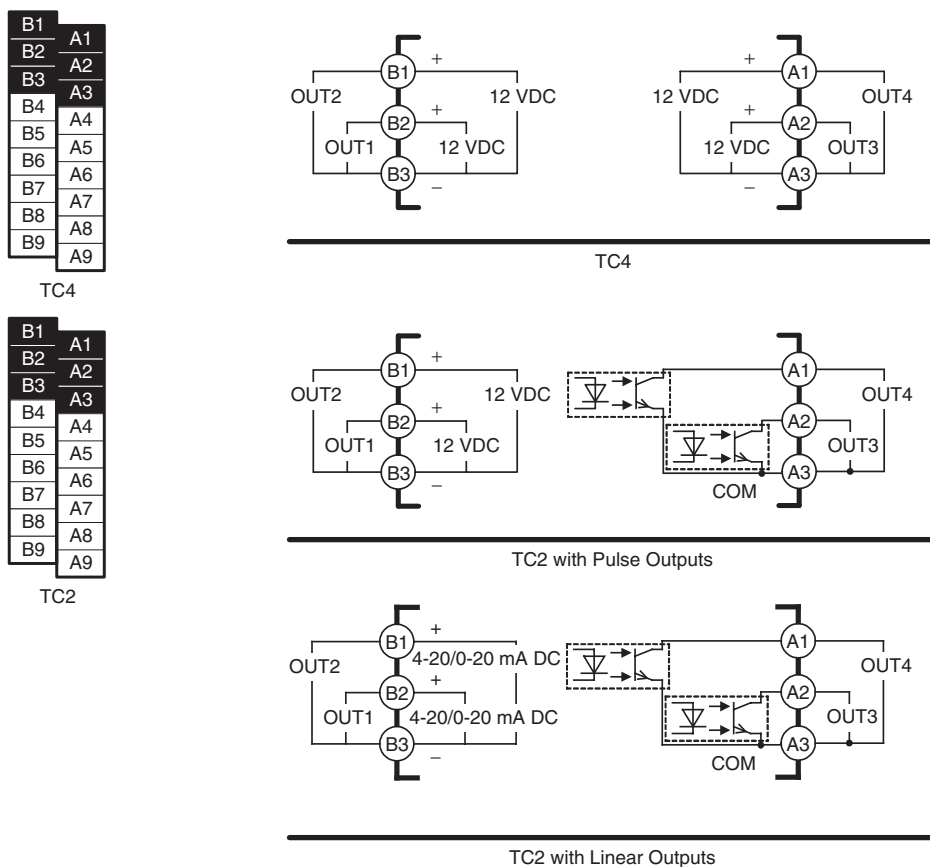 B1
A1
B2
A2
B3
A3
B4
A4
B5
A5
B6
A6
B7
A7
B8
A8
B9
A9
TC4
B1
+
OUT2
12 VDC
B2
+
OUT1
12 VDC
B3
−
+
A1
12 VDC
OUT4
+
A2
12 VDC
OUT3
A3
−
TC4
B1
A1
B2
A2
B3
A3
B4
A4
B5
A5
B6
A6
B7
A7
B8
A8
B9
A9
TC2
B1
+
OUT2
12 VDC
B2
+
OUT1
12 VDC
B3
−
A1
OUT4
A2
OUT3
A3
COM
TC2 with Pulse Outputs
B1
+
OUT2
4-20/0-20 mA DC
B2
+
OUT1
4-20/0-20 mA DC
B3
−
A1
OUT4
A2
OUT3
A3
COM
TC2 with Linear Outputs